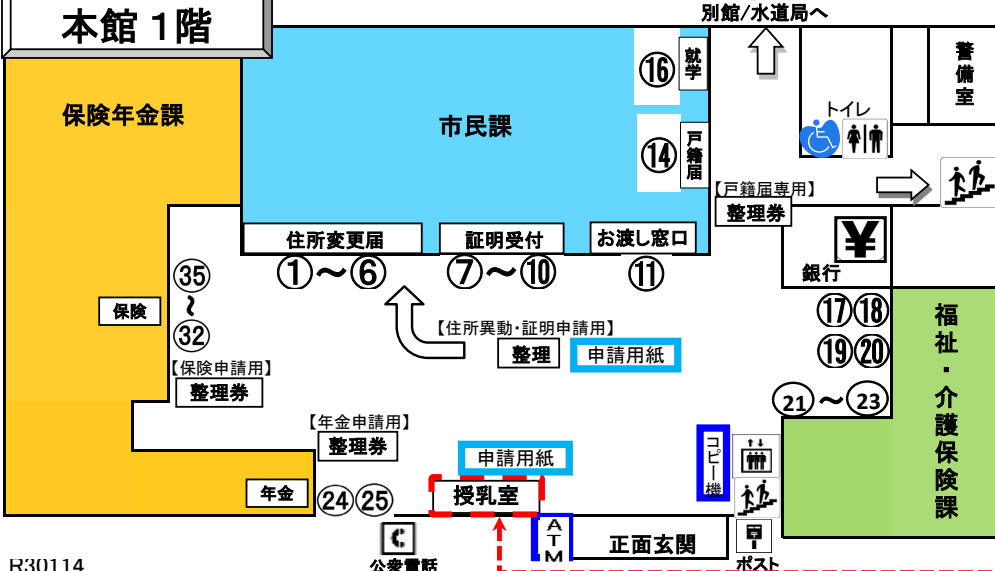 本館 1階
別館/水道局へ
警備室
トイレ
就学
⑯
保険年金課
市民課
戸籍届
⑭
【戸籍届専用】
整理券
住所変更届
証明受付
お渡し窓口
①～⑥
⑦～⑩
⑪
¥
銀行
㉟
～
㉜
保険
【保険申請用】
整理券
【住所異動・証明申請用】
整理
申請用紙
⑰⑱
⑲⑳
㉑～㉓
福祉・介護保険課
【年金申請用】
整理券
申請用紙
コピー機
年金
㉔㉕
授乳室
ATM
正面玄関
公衆電話
ポスト
R30114